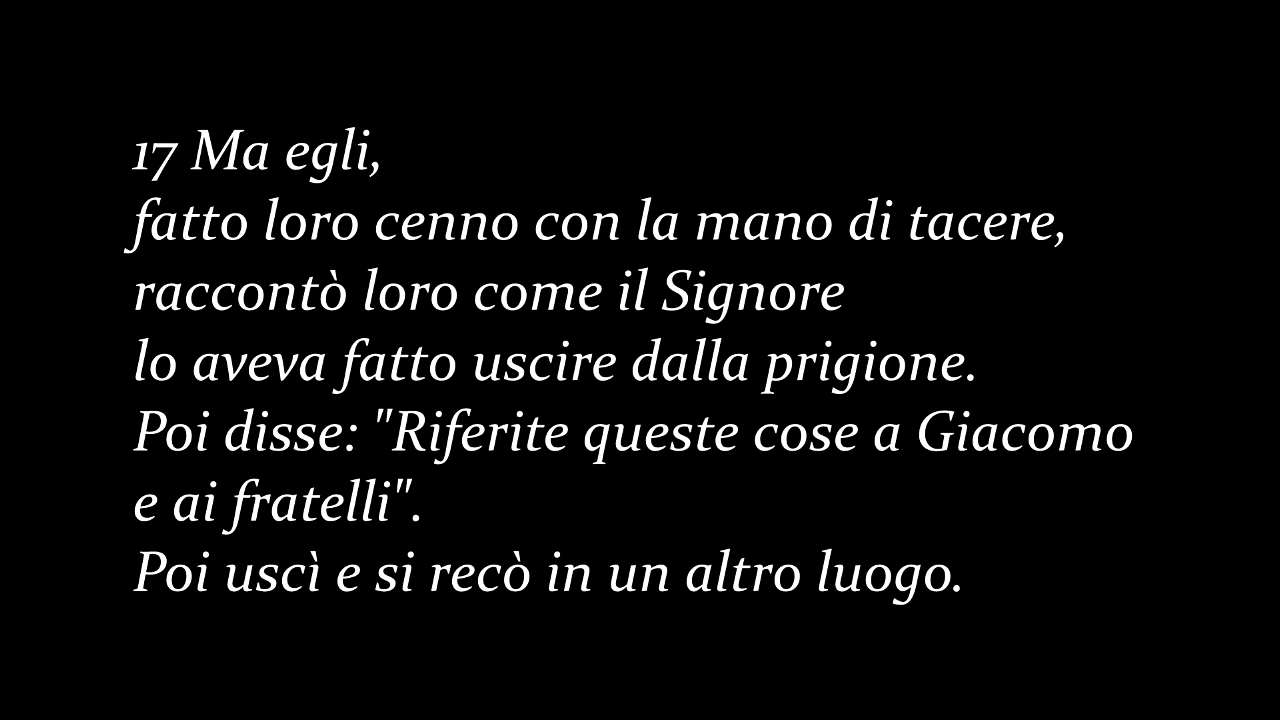 17 Ma egli,
fatto loro cenno con la mano di tacere,
raccontò loro come il Signore
lo aveva fatto uscire dalla prigione.
Poi disse: "Riferite queste cose a Giacomo
e ai fratelli".
Poi uscì e si recò in un altro luogo.